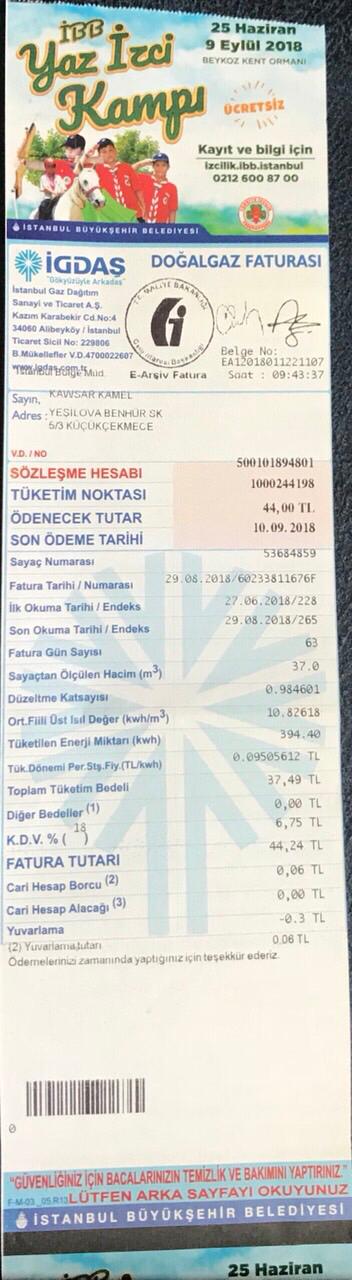 İBB
Yaz İzci
Kampı
25 Haziran
9 Eylül 2018
BEYKOZ KENT ORMANI
ÜCRETSİZ
Kayıt ve bilgi için
izcilik.ibb.istanbul
0212 600 87 00
İSTANBUL BÜYÜKŞEHİR BELEDİYESİ
İGDAŞ
"Gökyüzüyle Arkadaş"
DOĞALGAZ FATURASI
İstanbul Gaz Dağıtım
Sanayi ve Ticaret A.Ş.
Kazım Karabekir Cd.No:4
34060 Alibeyköy / İstanbul
Ticaret Sicil No: 229806
B.Mükellefler V.D.4700022607
www.igdas.com.tr
İstanbul Bölge Müd.
T.C. MALİYE BAKANLIĞI
Gelir İdaresi Başkanlığı
E-Arşiv Fatura
Belge No:
EA12018011221107
Saat : 09:43:37
Sayın, KAWSAR KAMEL
Adres : YEŞİLOVA BENHÜR SK
5/3 KÜÇÜKÇEKMECE
V.D. / NO
SÖZLEŞME HESABI 500101894801
TÜKETİM NOKTASI 1000244198
ÖDENECEK TUTAR 44,00 TL
SON ÖDEME TARİHİ 10.09.2018
Sayaç Numarası 53684859
Fatura Tarihi / Numarası 29.08.2018/60233811676F
İlk Okuma Tarihi / Endeks 27.06.2018/228
Son Okuma Tarihi / Endeks 29.08.2018/265
Fatura Gün Sayısı 63
Sayaçtan Ölçülen Hacim (m3) 37.0
Düzeltme Katsayısı 0.984601
Ort.Fiili Üst Isıl Değer (kwh/m3) 10.82618
Tüketilen Enerji Miktarı (kwh) 394.40
Tük.Dönemi Per.Stş.Fiy.(TL/kwh) 0.09505612 TL
Toplam Tüketim Bedeli 37,49 TL
Diğer Bedeller (1) 0,00 TL
K.D.V. % ( 18 ) 6,75 TL
FATURA TUTARI 44,24 TL
Cari Hesap Borcu (2) 0,06 TL
Cari Hesap Alacağı (3) 0,00 TL
Yuvarlama -0.3 TL
(2) Yuvarlama tutarı 0,06 TL
Ödemelerinizi zamanında yaptığınız için teşekkür ederiz.
0
"GÜVENLİĞİNİZ İÇİN BACALARINIZIN TEMİZLİK VE BAKIMINI YAPTIRINIZ."
F-M-03_05.R13 LÜTFEN ARKA SAYFAYI OKUYUNUZ
İSTANBUL BÜYÜKŞEHİR BELEDİYESİ
İBB
25 Haziran